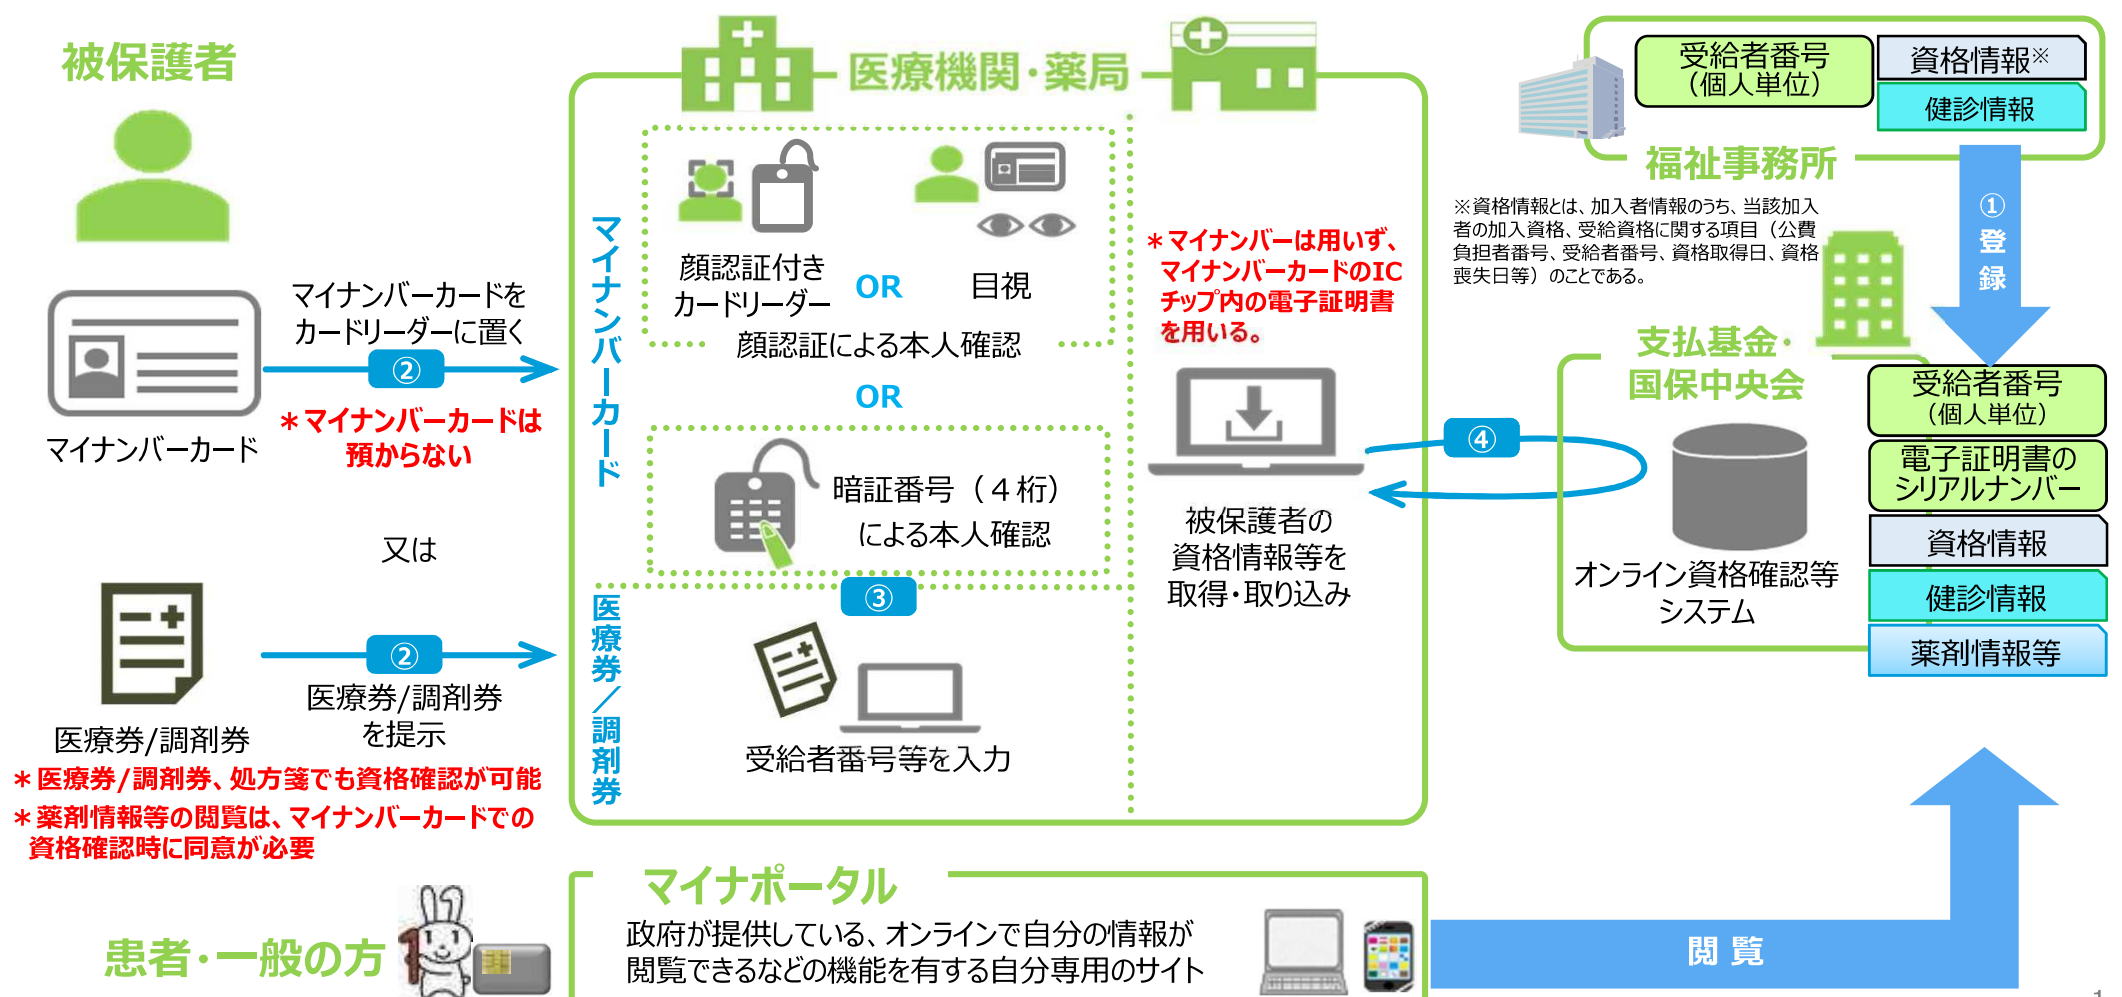 被保護者
マイナンバーカード
マイナンバーカードを
カードリーダーに置く
②
＊マイナンバーカードは
預からない
又は
医療券/調剤券
②
医療券/調剤券
を提示
＊医療券/調剤券、処方箋でも資格確認が可能
＊薬剤情報等の閲覧は、マイナンバーカードでの
資格確認時に同意が必要
医療機関・薬局
マイナンバーカード
顔認証付き
カードリーダー
OR
目視
顔認証による本人確認
OR
暗証番号（４桁）
による本人確認
③
医療券／調剤券
受給者番号等を入力
＊マイナンバーは用いず、
マイナンバーカードのIC
チップ内の電子証明書
を用いる。
被保護者の
資格情報等を
取得・取り込み
④
受給者番号
（個人単位）
資格情報※
健診情報
福祉事務所
※資格情報とは、加入者情報のうち、当該加入
者の加入資格、受給資格に関する項目（公費
負担者番号、受給者番号、資格取得日、資格
喪失日等）のことである。
①登録
支払基金・
国保中央会
オンライン資格確認等
システム
受給者番号
（個人単位）
電子証明書の
シリアルナンバー
資格情報
健診情報
薬剤情報等
患者・一般の方
マイナポータル
政府が提供している、オンラインで自分の情報が
閲覧できるなどの機能を有する自分専用のサイト
閲 覧
1